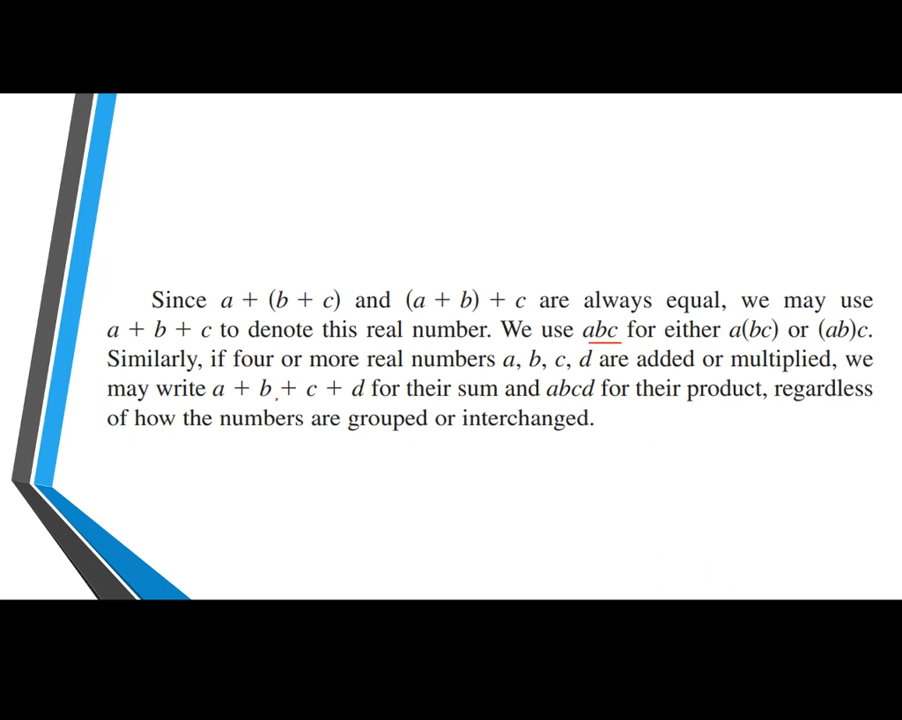 Since a + (b + c) and (a + b) + c are always equal, we may use
a + b + c to denote this real number. We use abc for either a(bc) or (ab)c.
Similarly, if four or more real numbers a, b, c, d are added or multiplied, we
may write a + b + c + d for their sum and abcd for their product, regardless
of how the numbers are grouped or interchanged.